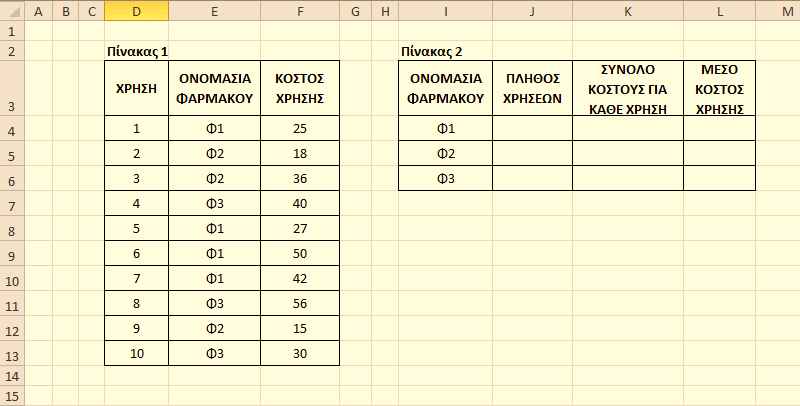 A B C D E F G H I J K L M
1
2 Πίνακας 1 Πίνακας 2
3 ΧΡΗΣΗ ΟΝΟΜΑΣΙΑ ΦΑΡΜΑΚΟΥ ΚΟΣΤΟΣ ΧΡΗΣΗΣ ΟΝΟΜΑΣΙΑ ΦΑΡΜΑΚΟΥ ΠΛΗΘΟΣ ΧΡΗΣΕΩΝ ΣΥΝΟΛΟ ΚΟΣΤΟΥΣ ΓΙΑ ΚΑΘΕ ΧΡΗΣΗ ΜΕΣΟ ΚΟΣΤΟΣ ΧΡΗΣΗΣ
4 1 Φ1 25 Φ1
5 2 Φ2 18 Φ2
6 3 Φ2 36 Φ3
7 4 Φ3 40
8 5 Φ1 27
9 6 Φ1 50
10 7 Φ1 42
11 8 Φ3 56
12 9 Φ2 15
13 10 Φ3 30
14
15